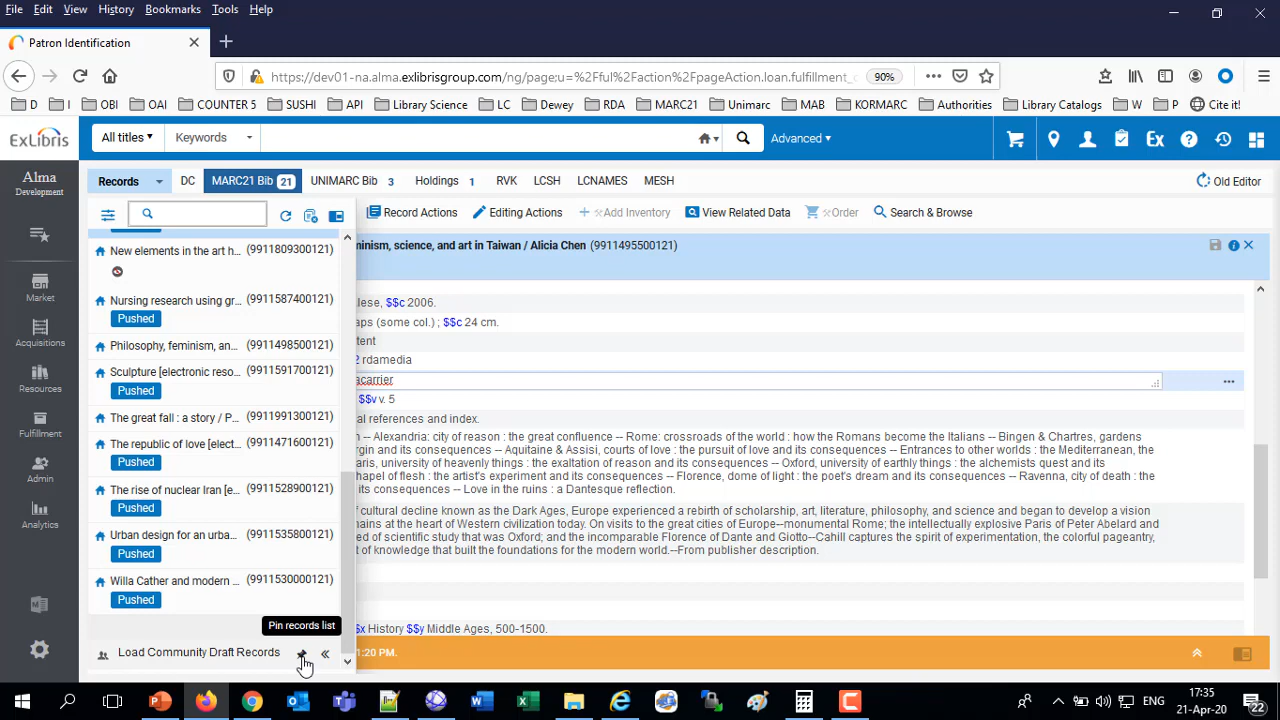 File Edit View History Bookmarks Tools Help
Patron Identification
https://dev01-na.alma.exlibrisgroup.com/ng/page;u=%2Fful%2Faction%2FpageAction.loan.fulfillment_ 90%
D I OBI OAI COUNTER 5 SUSHI API Library Science LC Dewey RDA MARC21 Unimarc MAB KORMARC Authorities Library Catalogs W P Cite it!
ExLibris
All titles Keywords Advanced
Alma
Development
Records DC MARC21 Bib 21 UNIMARC Bib 3 Holdings 1 RVK LCSH LCNAMES MESH Old Editor
Record Actions Editing Actions Add Inventory View Related Data Order Search & Browse
minism, science, and art in Taiwan / Alicia Chen (9911495500121)
New elements in the art h... (9911809300121)
Nursing research using gr... (9911587400121)
Pushed
Philosophy, feminism, an... (9911498500121)
Sculpture [electronic reso... (9911591700121)
Pushed
The great fall : a story / P... (9911991300121)
The republic of love [elect... (9911471600121)
Pushed
The rise of nuclear Iran [e... (9911528900121)
Pushed
Urban design for an urba... (9911535800121)
Pushed
Willa Cather and modern ... (9911530000121)
Pushed
Pin records list
Load Community Draft Records
Market
Acquisitions
Resources
Fulfillment
Admin
Analytics
lese, $$c 2006.
aps (some col.) ; $$c 24 cm.
tent
2 rdamedia
acarrier
$$v v. 5
al references and index.
n -- Alexandria: city of reason : the great confluence -- Rome: crossroads of the world : how the Romans become the Italians -- Bingen & Chartres, gardens
rgin and its consequences -- Aquitaine & Assisi, courts of love : the pursuit of love and its consequences -- Entrances to other worlds : the Mediterranean, the
aris, university of heavenly things : the exaltation of reason and its consequences -- Oxford, university of earthly things : the alchemists quest and its
chapel of flesh : the artist's experiment and its consequences -- Florence, dome of light : the poet's dream and its consequences -- Ravenna, city of death : the
its consequences -- Love in the ruins : a Dantesque reflection.
of cultural decline known as the Dark Ages, Europe experienced a rebirth of scholarship, art, literature, philosophy, and science and began to develop a vision
mains at the heart of Western civilization today. On visits to the great cities of Europe--monumental Rome; the intellectually explosive Paris of Peter Abelard and
ed of scientific study that was Oxford; and the incomparable Florence of Dante and Giotto--Cahill captures the spirit of experimentation, the colorful pageantry,
t of knowledge that built the foundations for the modern world.--From publisher description.
$$x History $$y Middle Ages, 500-1500.
1:20 PM.
ENG
17:35
21-Apr-20
22